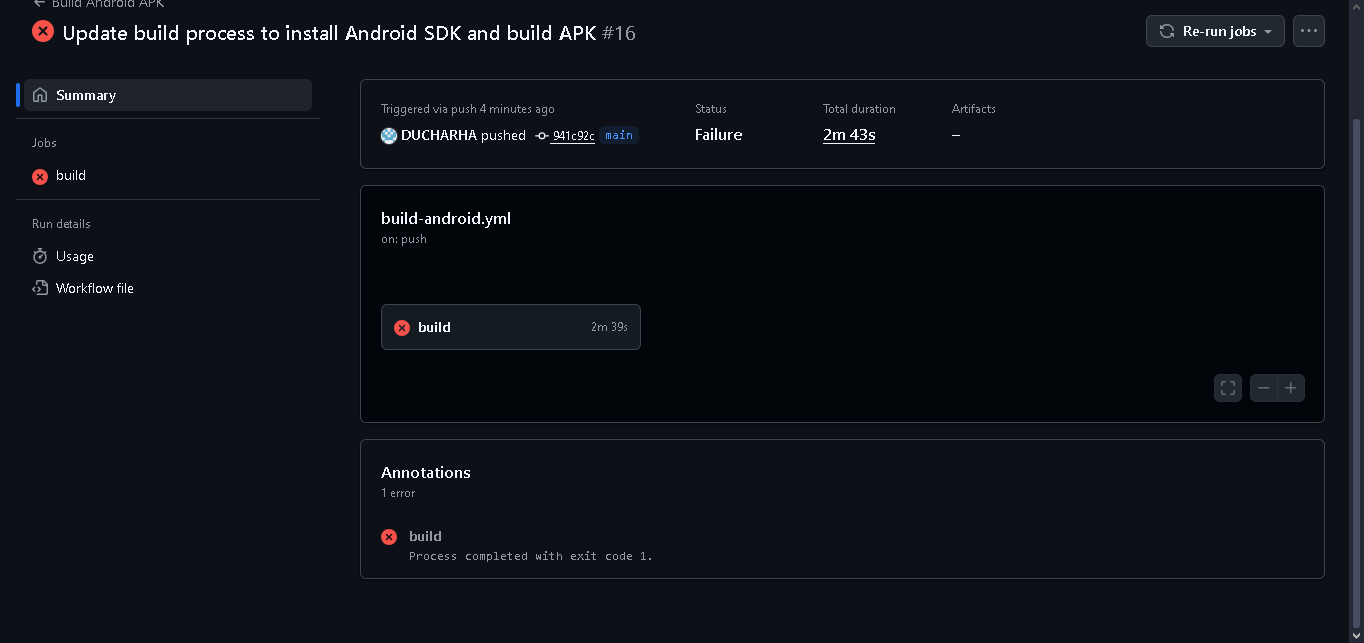 Build Android APK
Update build process to install Android SDK and build APK #16
Re-run jobs
Summary
Jobs
build
Run details
Usage
Workflow file
Triggered via push 4 minutes ago
DUCHARHA pushed 941c92c main
Status
Failure
Total duration
2m 43s
Artifacts
–
build-android.yml
on: push
build 2m 39s
Annotations
1 error
build
Process completed with exit code 1.